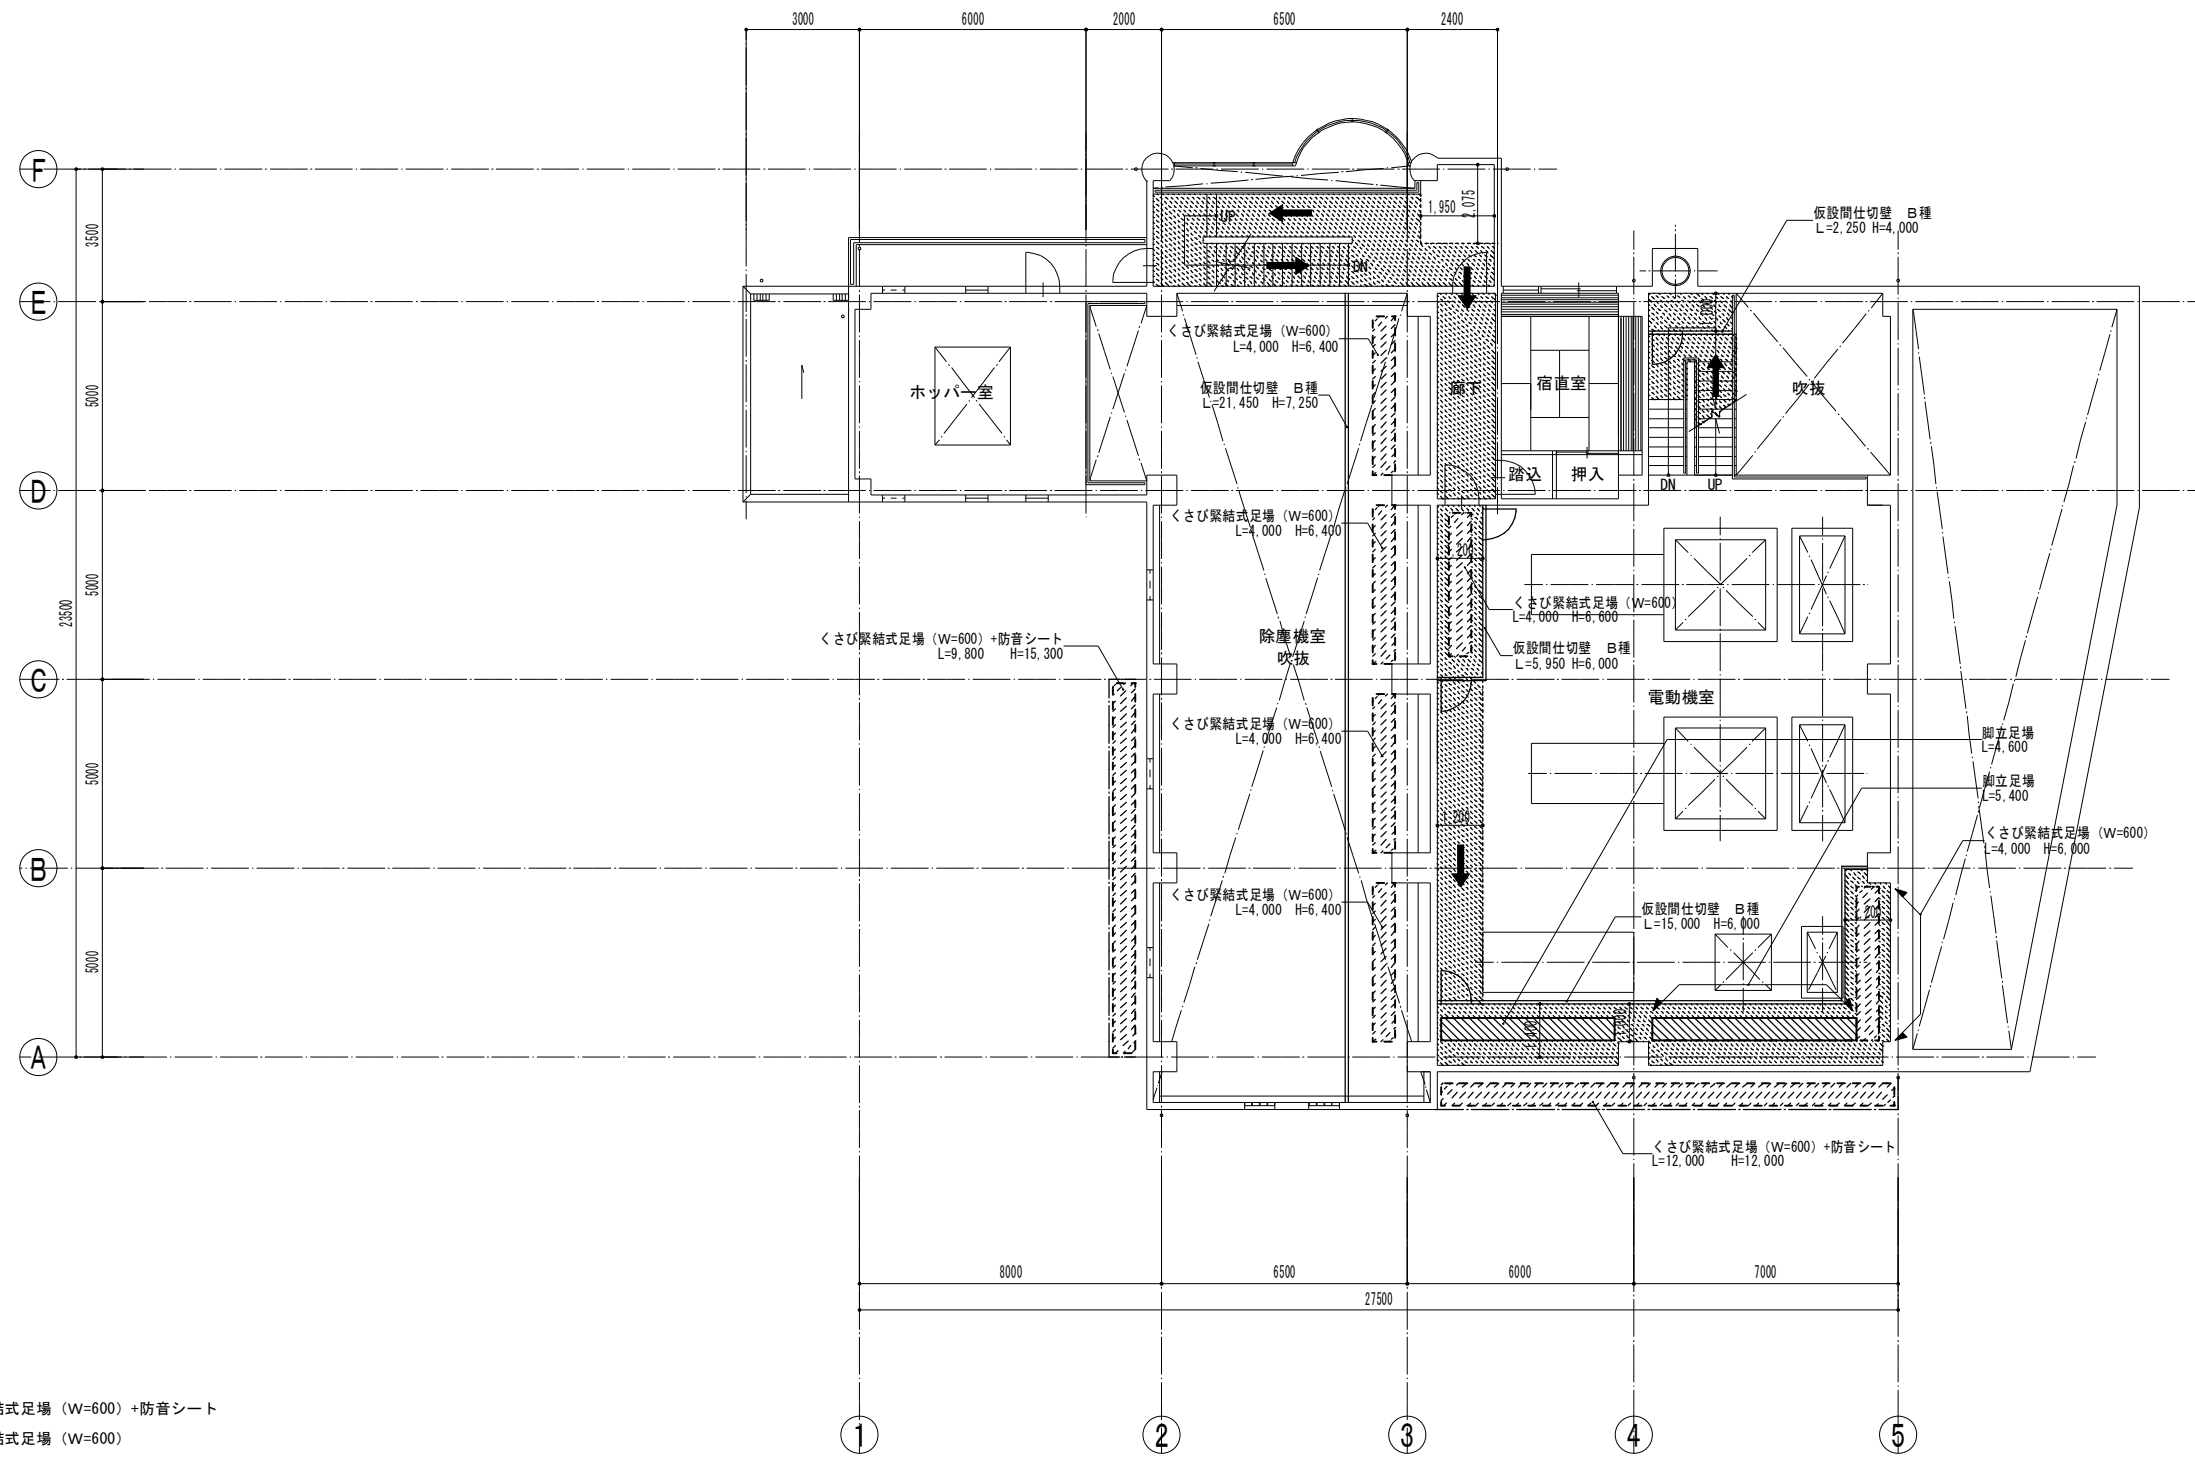 3000
6000
2000
6500
2400
F
E
D
C
B
A
3500
5000
5000
5000
5000
23500
UP
DN
1,950
2,075
仮設間仕切壁　B種
L=2,250 H=4,000
くさび緊結式足場（W=600）
L=4,000　H=6,400
仮設間仕切壁　B種
L=21,450　H=7,250
ホッパー室
廊下
宿直室
吹抜
踏込
押入
DN
UP
くさび緊結式足場（W=600）
L=4,000　H=6,400
くさび緊結式足場（W=600）
L=4,000　H=6,600
仮設間仕切壁　B種
L=5,950 H=6,000
くさび緊結式足場（W=600）+防音シート
L=9,800　H=15,300
除塵機室
吹抜
電動機室
くさび緊結式足場（W=600）
L=4,000　H=6,400
脚立足場
L=4,600
脚立足場
L=5,400
1,200
くさび緊結式足場（W=600）
L=4,000　H=6,000
くさび緊結式足場（W=600）
L=4,000　H=6,400
仮設間仕切壁　B種
L=15,000　H=6,000
くさび緊結式足場（W=600）+防音シート
L=12,000　H=12,000
8000
6500
6000
7000
27500
結式足場（W=600）+防音シート
結式足場（W=600）
1
2
3
4
5